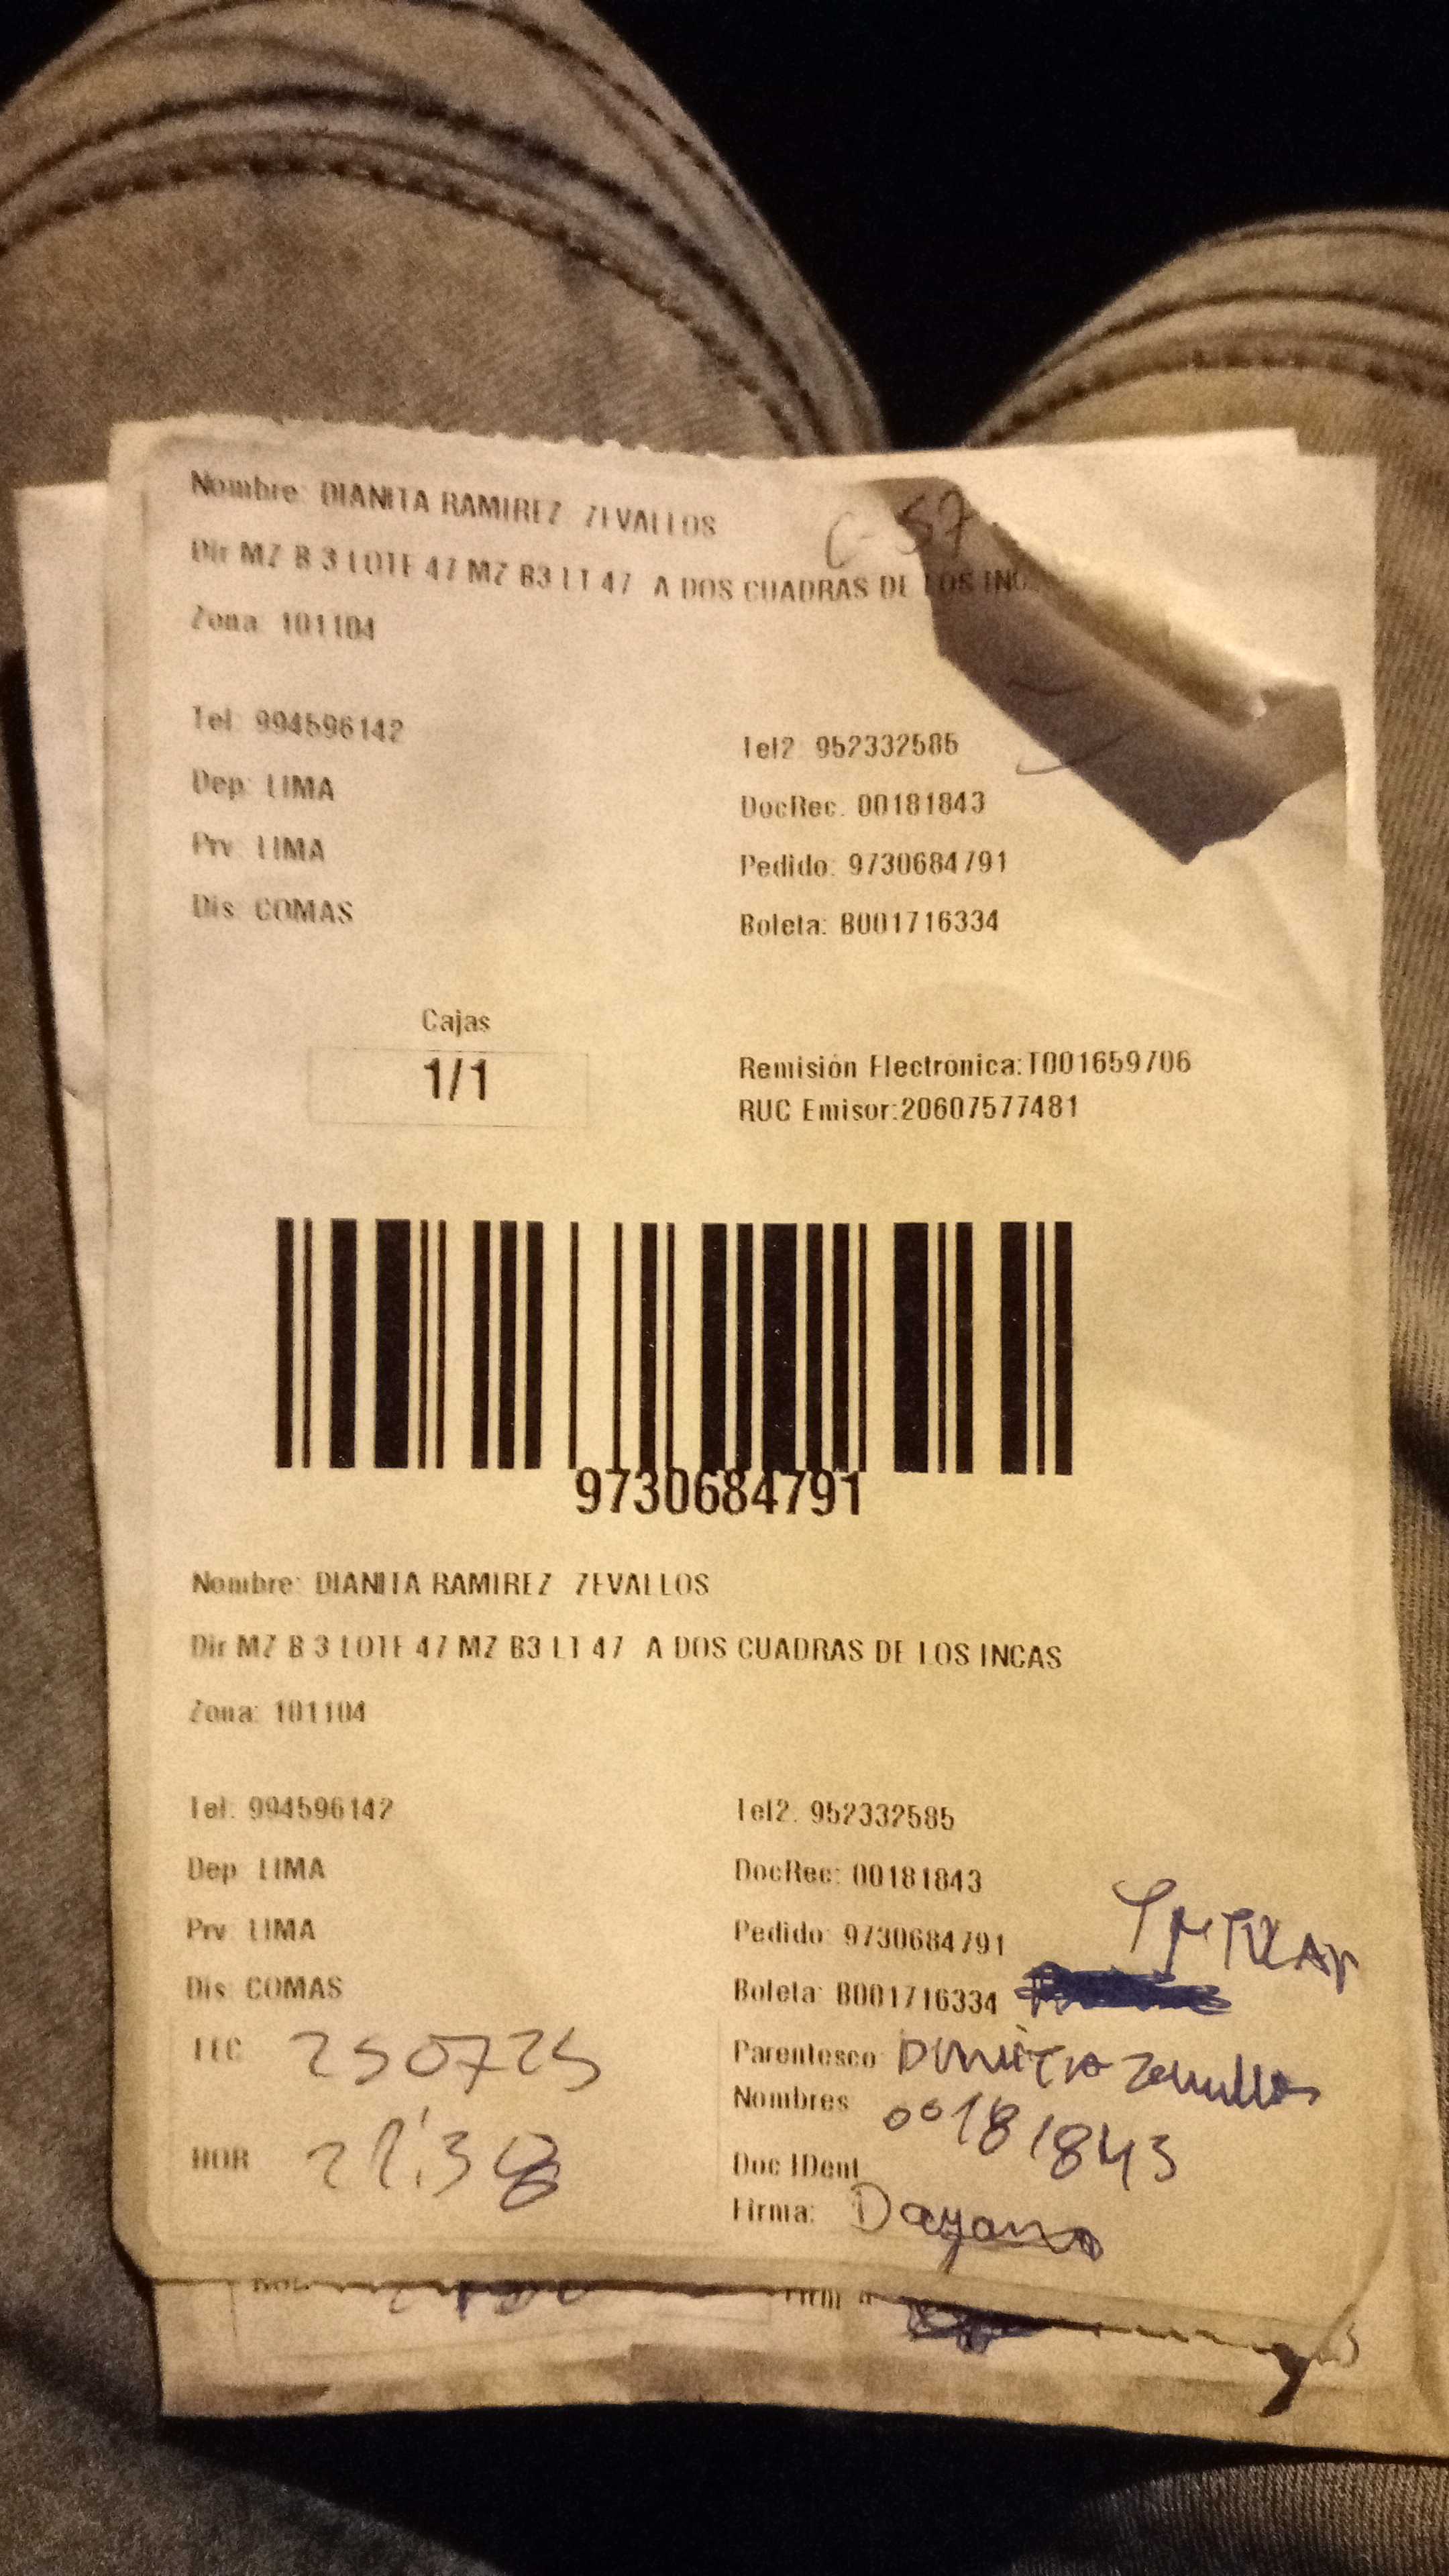 Nombre: DIANITA RAMIREZ ZEVALLOS
C-57
Dir MZ B 3 LOTE 47 MZ B3 LT 47 A DOS CUADRAS DE LOS INC
Zona: 101104
Tel: 994596142
Tel2: 952332585
Dep: LIMA
DocRec: 00181843
Prv: LIMA
Pedido: 9730684791
Dis: COMAS
Boleta: B001716334
Cajas
1/1
Remisión Electrónica:T001659706
RUC Emisor:20607577481
9730684791
Nombre: DIANITA RAMIREZ ZEVALLOS
Dir MZ B 3 LOTE 47 MZ B3 LT 47 A DOS CUADRAS DE LOS INCAS
Zona: 101104
Tel: 994596142
Tel2: 952332585
Dep: LIMA
DocRec: 00181843
Prv: LIMA
Pedido: 9730684791
Dis: COMAS
Boleta: B001716334
250725
Parentesco
Nombres
00181843
HOR
Doc IDent
Firma: Dayana